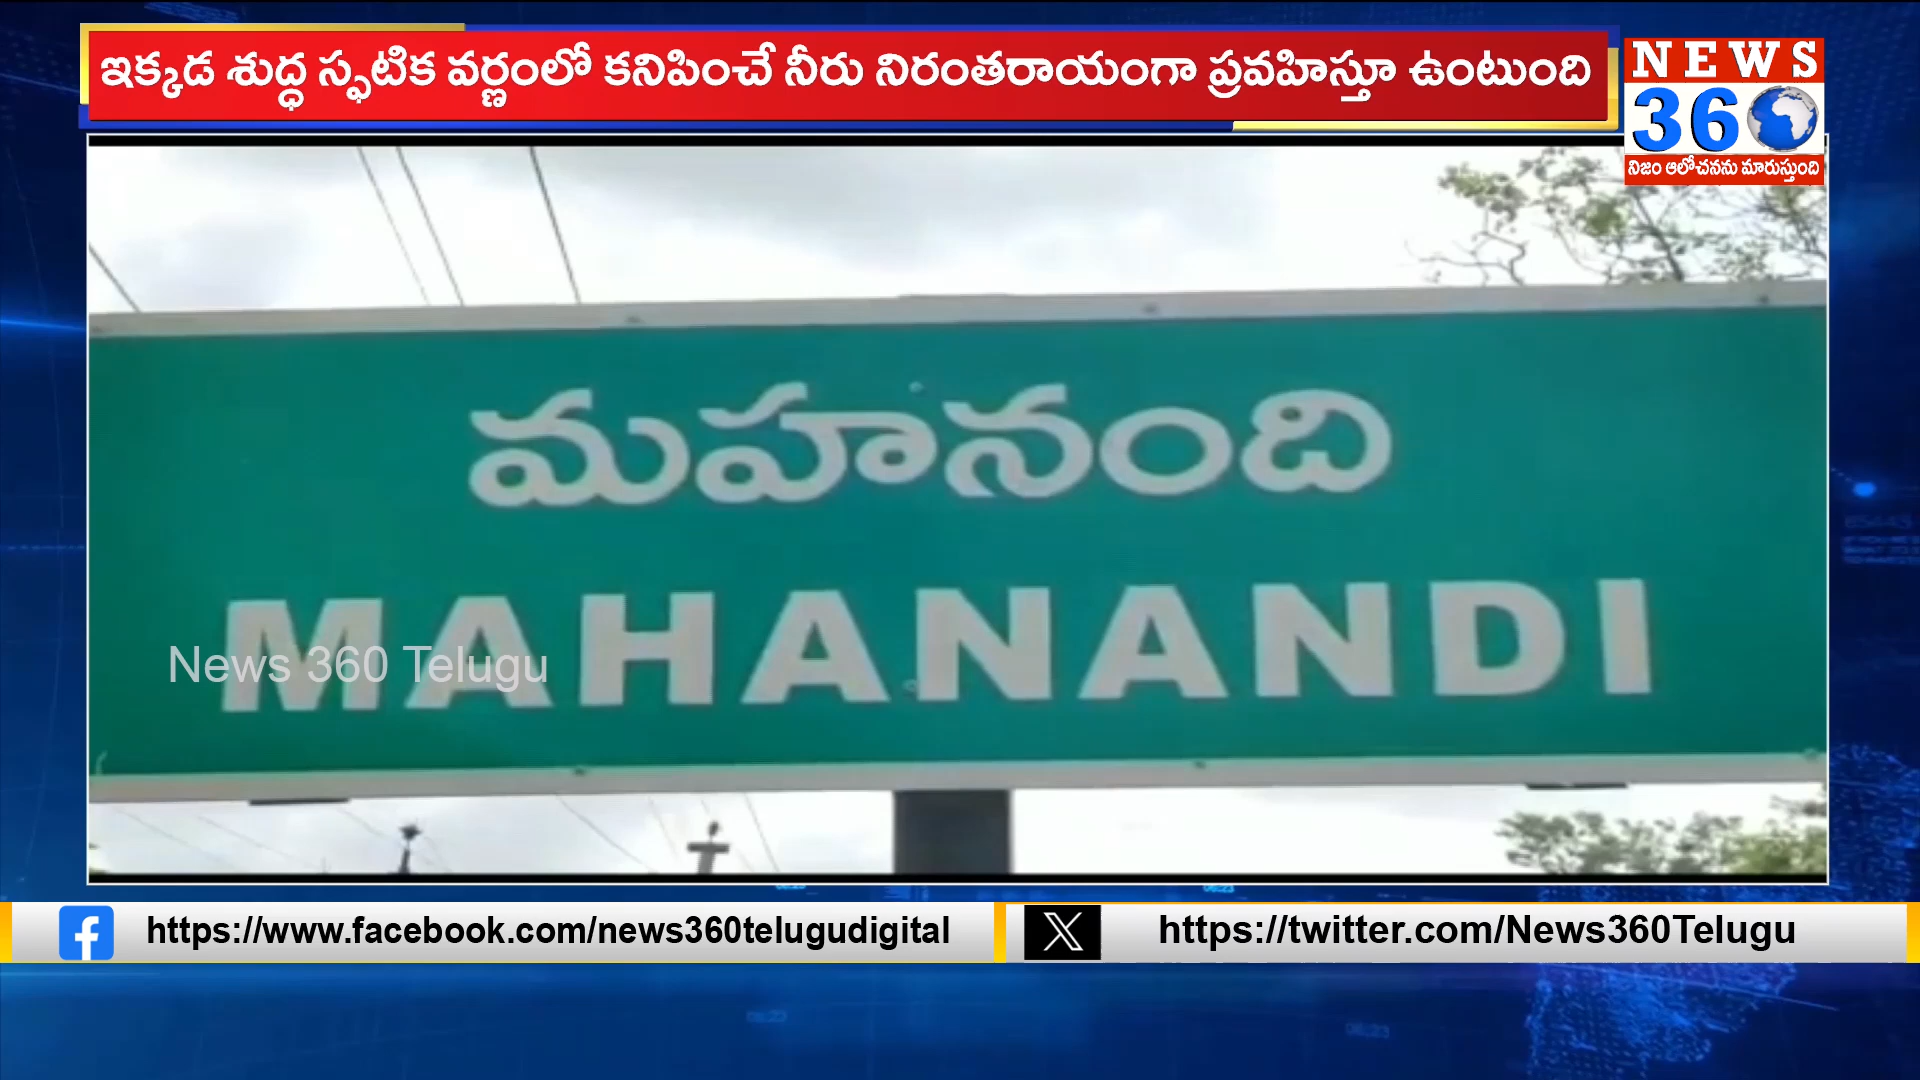 ఇక్కడ శుద్ధ స్ఫటిక వర్ణంలో కనిపించే నీరు నిరంతరాయంగా ప్రవహిస్తూ ఉంటుంది
NEWS
360
నిజం ఆలోచనను మారుస్తుంది
మహానంది
MAHANANDI
News 360 Telugu
https://www.facebook.com/news360telugudigital
https://twitter.com/News360Telugu